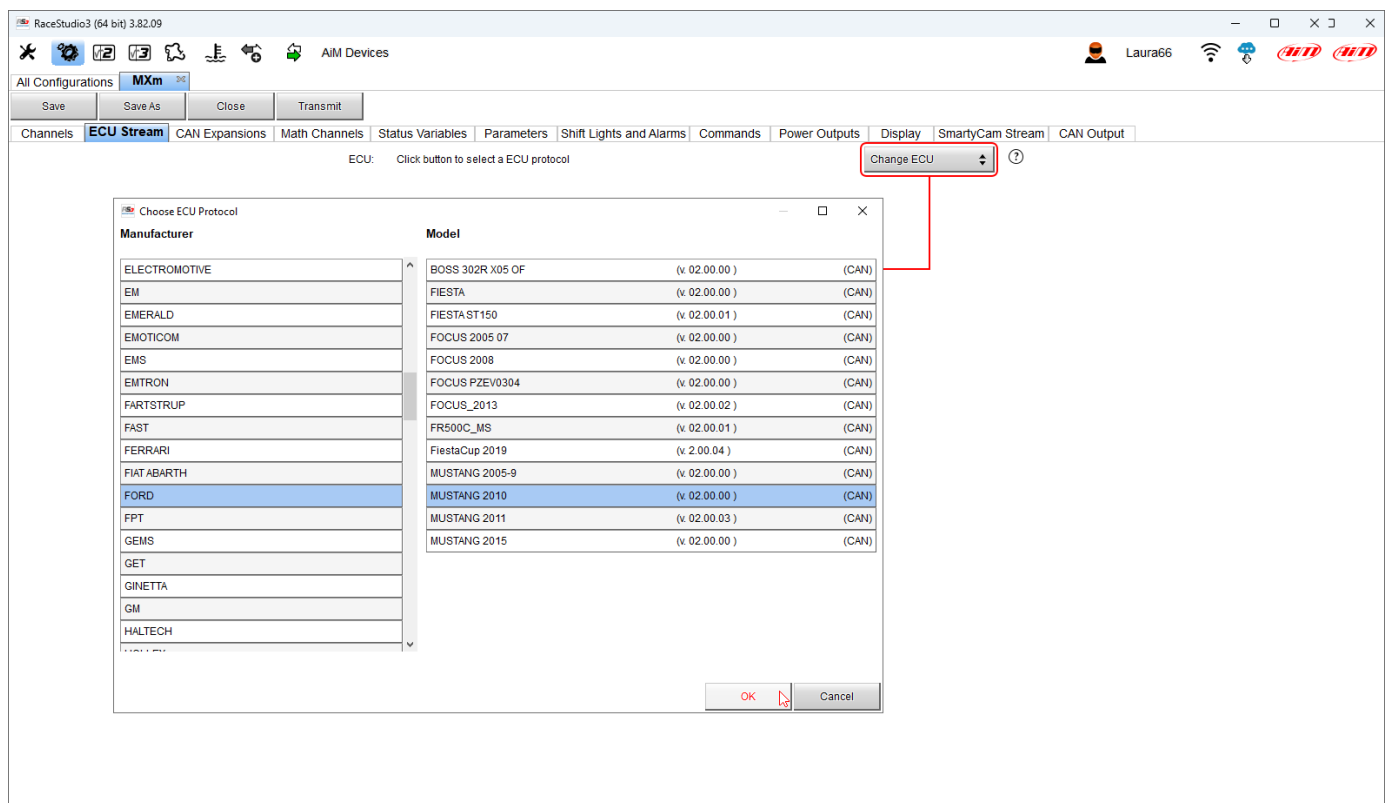 RaceStudio3 (64 bit) 3.82.09
AiM Devices
Laura66
AiM AiM
All Configurations MXm
Save Save As Close Transmit
Channels ECU Stream CAN Expansions Math Channels Status Variables Parameters Shift Lights and Alarms Commands Power Outputs Display SmartyCam Stream CAN Output
ECU: Click button to select a ECU protocol Change ECU ?
Choose ECU Protocol
Manufacturer Model
ELECTROMOTIVE BOSS 302R X05 OF (v. 02.00.00 ) (CAN)
EM FIESTA (v. 02.00.00 ) (CAN)
EMERALD FIESTA ST150 (v. 02.00.01 ) (CAN)
EMOTICOM FOCUS 2005 07 (v. 02.00.00 ) (CAN)
EMS FOCUS 2008 (v. 02.00.00 ) (CAN)
EMTRON FOCUS PZEV0304 (v. 02.00.00 ) (CAN)
FARTSTRUP FOCUS_2013 (v. 02.00.02 ) (CAN)
FAST FR500C_MS (v. 02.00.01 ) (CAN)
FERRARI FiestaCup 2019 (v. 2.00.04 ) (CAN)
FIAT ABARTH MUSTANG 2005-9 (v. 02.00.00 ) (CAN)
FORD MUSTANG 2010 (v. 02.00.00 ) (CAN)
FPT MUSTANG 2011 (v. 02.00.03 ) (CAN)
GEMS MUSTANG 2015 (v. 02.00.00 ) (CAN)
GET
GINETTA
GM
HALTECH
OK Cancel